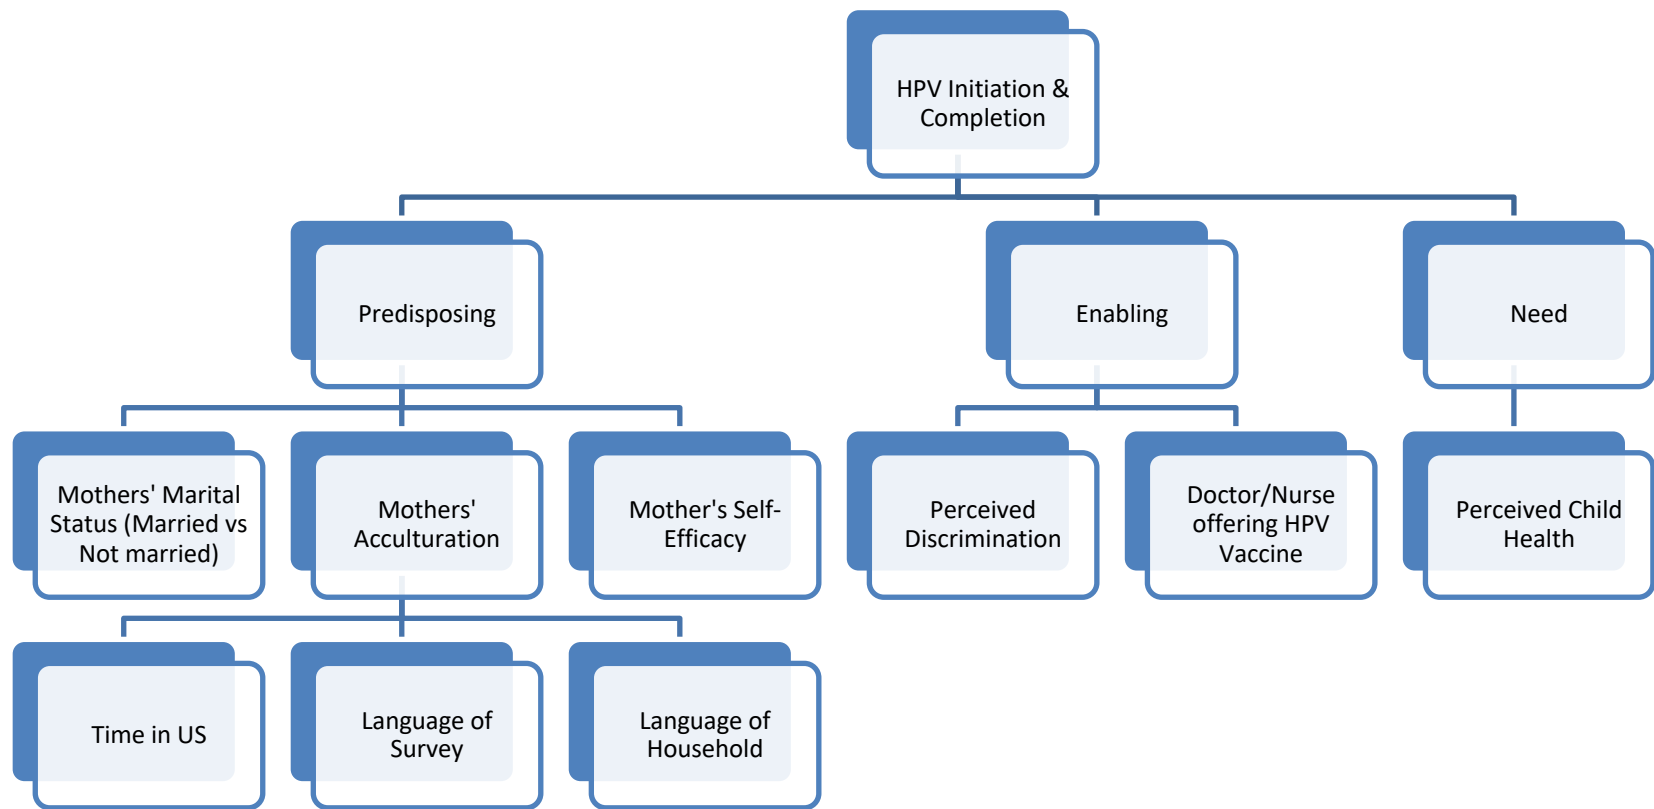 HPV Initiation &
Completion
Predisposing
Enabling
Need
Mothers' Marital
Status (Married vs
Not married)
Mothers'
Acculturation
Mother's Self-
Efficacy
Perceived
Discrimination
Doctor/Nurse
offering HPV
Vaccine
Perceived Child
Health
Time in US
Language of
Survey
Language of
Household